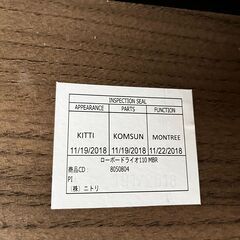 INSPECTION SEAL
APPEARANCE PARTS FUNCTION
KITTI KOMSUN MONTREE
11/19/2018 11/19/2018 11/22/2018
ローボードライオ110 MBR
商品CD : 8050804
PI :
(株) ニトリ